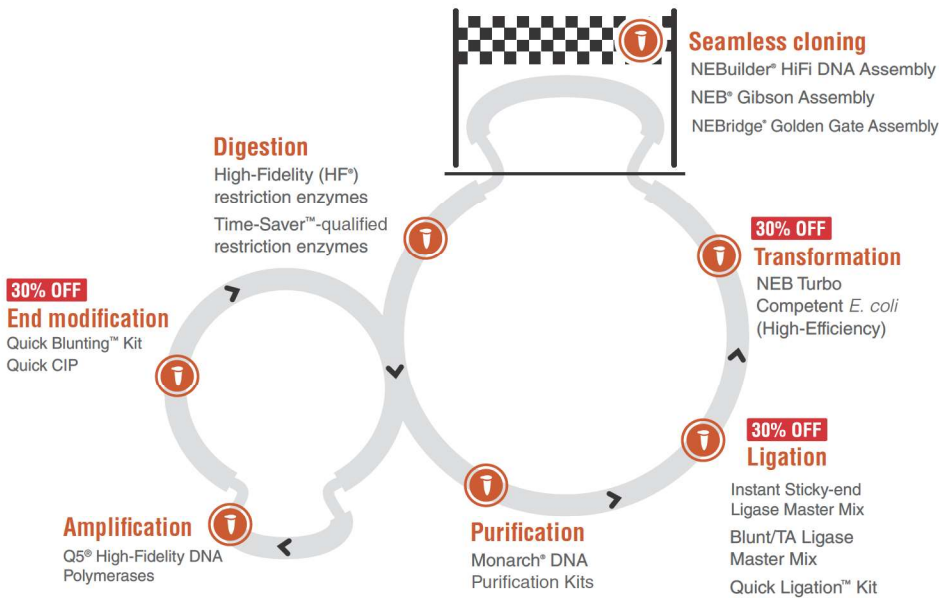 Seamless cloning
NEBuilder® HiFi DNA Assembly
NEB® Gibson Assembly
NEBridge® Golden Gate Assembly
Digestion
High-Fidelity (HF®)
restriction enzymes
Time-Saver™-qualified
restriction enzymes
30% OFF
Transformation
NEB Turbo
Competent E. coli
(High-Efficiency)
30% OFF
End modification
Quick Blunting™ Kit
Quick CIP
30% OFF
Ligation
Instant Sticky-end
Ligase Master Mix
Blunt/TA Ligase
Master Mix
Quick Ligation™ Kit
Amplification
Q5® High-Fidelity DNA
Polymerases
Purification
Monarch® DNA
Purification Kits